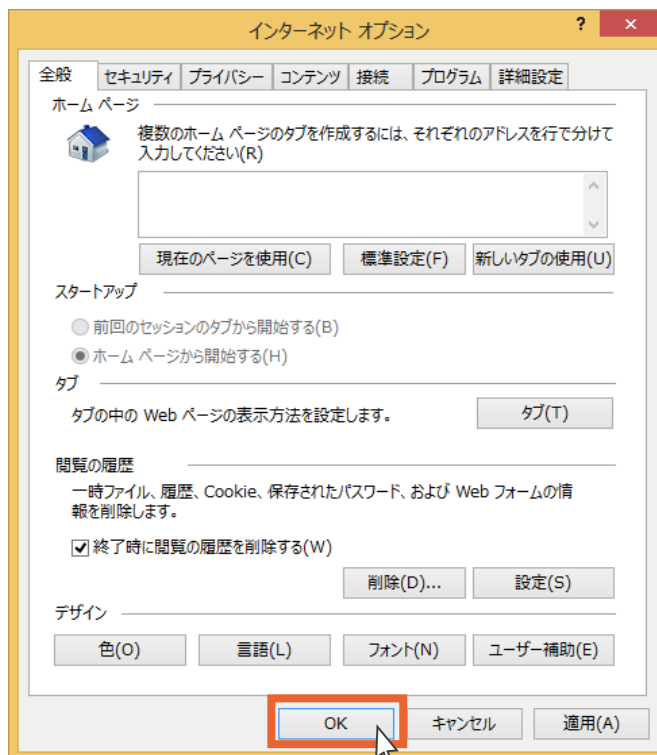 インターネット オプション
? ×
全般 セキュリティ プライバシー コンテンツ 接続 プログラム 詳細設定
ホーム ページ
複数のホーム ページのタブを作成するには、それぞれのアドレスを行で分けて
入力してください(R)
現在のページを使用(C) 標準設定(F) 新しいタブの使用(U)
スタートアップ
前回のセッションのタブから開始する(B)
ホーム ページから開始する(H)
タブ
タブの中の Web ページの表示方法を設定します。 タブ(T)
閲覧の履歴
一時ファイル、履歴、Cookie、保存されたパスワード、および Web フォームの情
報を削除します。
終了時に閲覧の履歴を削除する(W)
削除(D)... 設定(S)
デザイン
色(O) 言語(L) フォント(N) ユーザー補助(E)
OK キャンセル 適用(A)